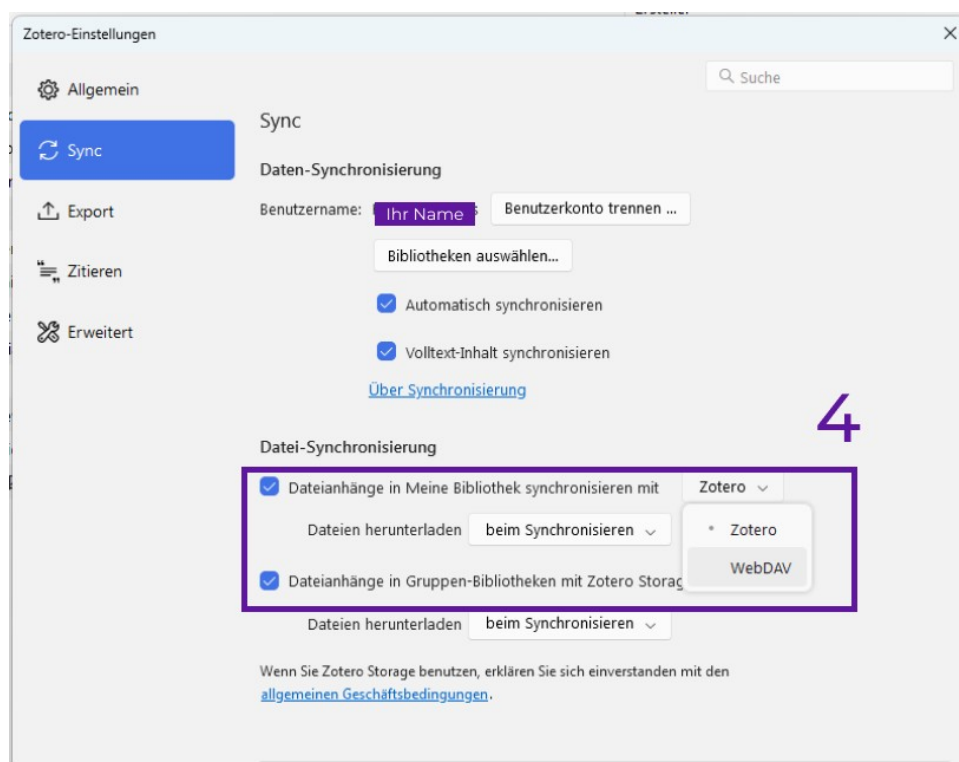 Zotero-Einstellungen
Suche
Allgemein
Sync
Export
Zitieren
Erweitert
Sync
Daten-Synchronisierung
Benutzername: Ihr Name Benutzerkonto trennen ...
Bibliotheken auswählen...
Automatisch synchronisieren
Volltext-Inhalt synchronisieren
Über Synchronisierung
4
Datei-Synchronisierung
Dateianhänge in Meine Bibliothek synchronisieren mit Zotero
Dateien herunterladen beim Synchronisieren
Zotero
WebDAV
Dateianhänge in Gruppen-Bibliotheken mit Zotero
Dateien herunterladen beim Synchronisieren
Wenn Sie Zotero Storage benutzen, erklären Sie sich einverstanden mit den
allgemeinen Geschäftsbedingungen.